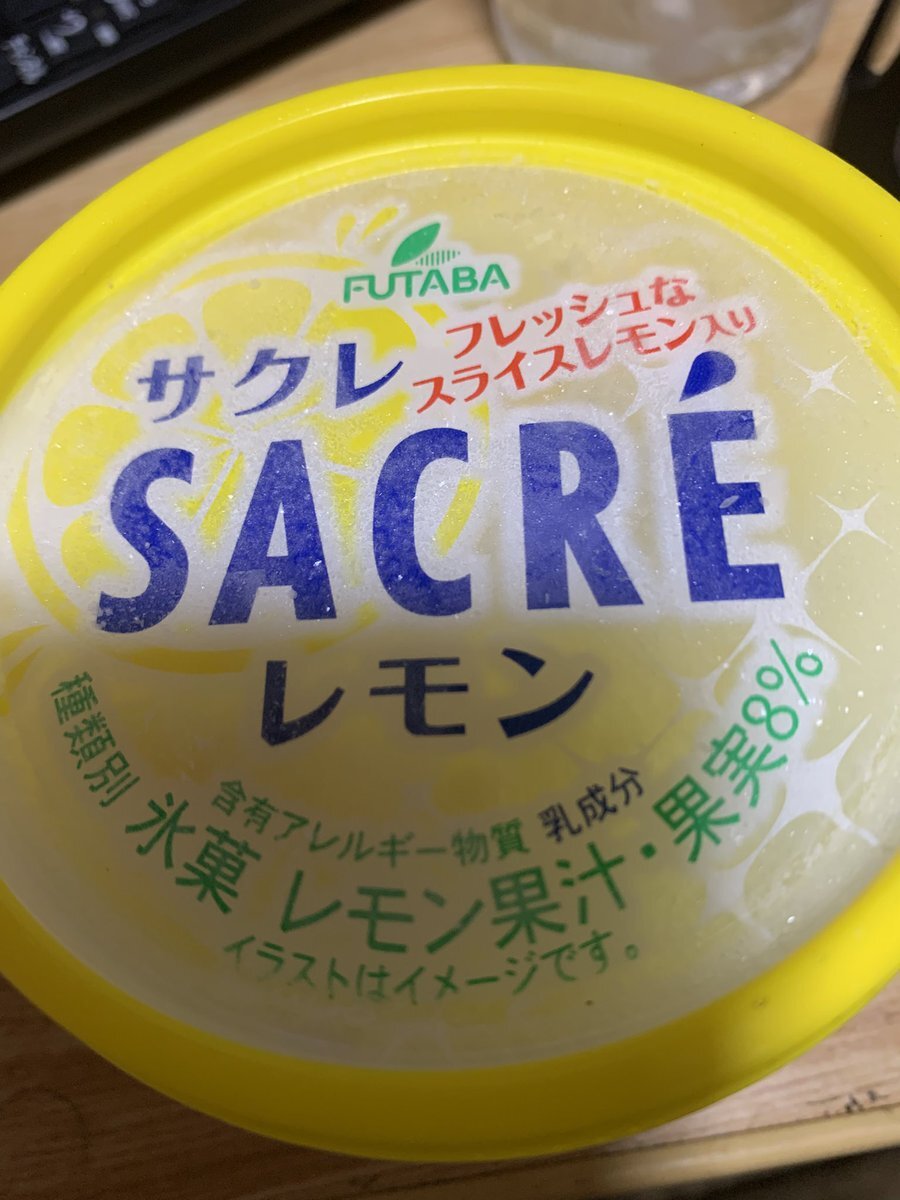 FUTABA
フレッシュな
スライスレモン入り
サクレ
SACRÉ
レモン
種類別 氷菓 レモン果汁・果実8%
含有アレルギー物質 乳成分
イラストはイメージです。